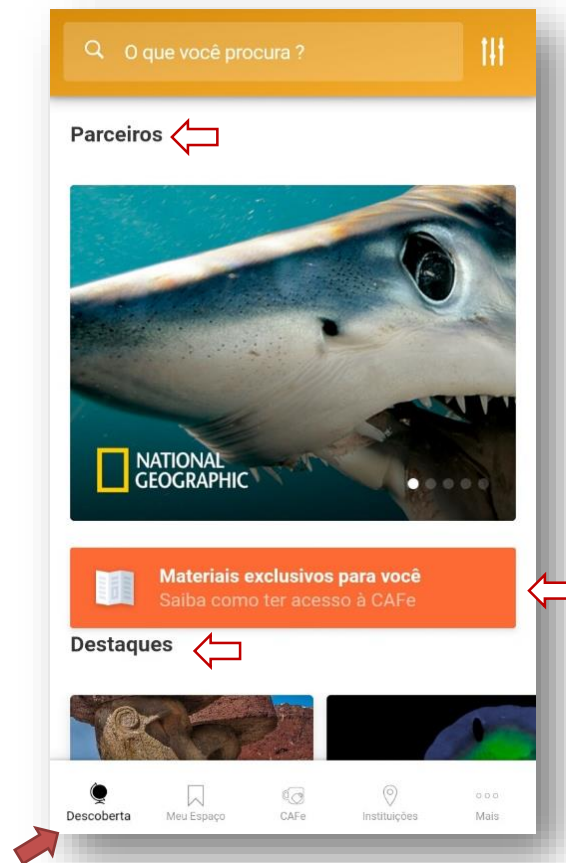 O que você procura ?
Parceiros
NATIONAL
GEOGRAPHIC
Materiais exclusivos para você
Saiba como ter acesso à CAFe
Destaques
Descoberta
Meu Espaço
CAFe
Instituições
Mais